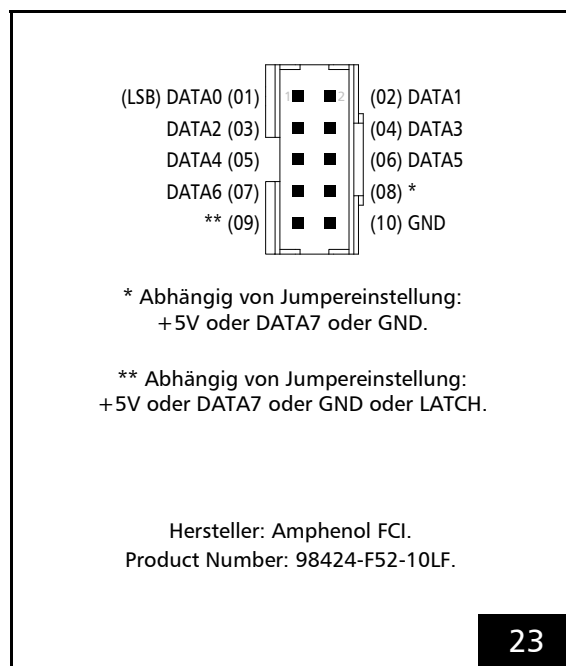 (LSB) DATA0 (01) 1 2 (02) DATA1
DATA2 (03) (04) DATA3
DATA4 (05) (06) DATA5
DATA6 (07) (08) *
** (09) (10) GND
* Abhängig von Jumpereinstellung:
+5V oder DATA7 oder GND.
** Abhängig von Jumpereinstellung:
+5V oder DATA7 oder GND oder LATCH.
Hersteller: Amphenol FCI.
Product Number: 98424-F52-10LF.
23